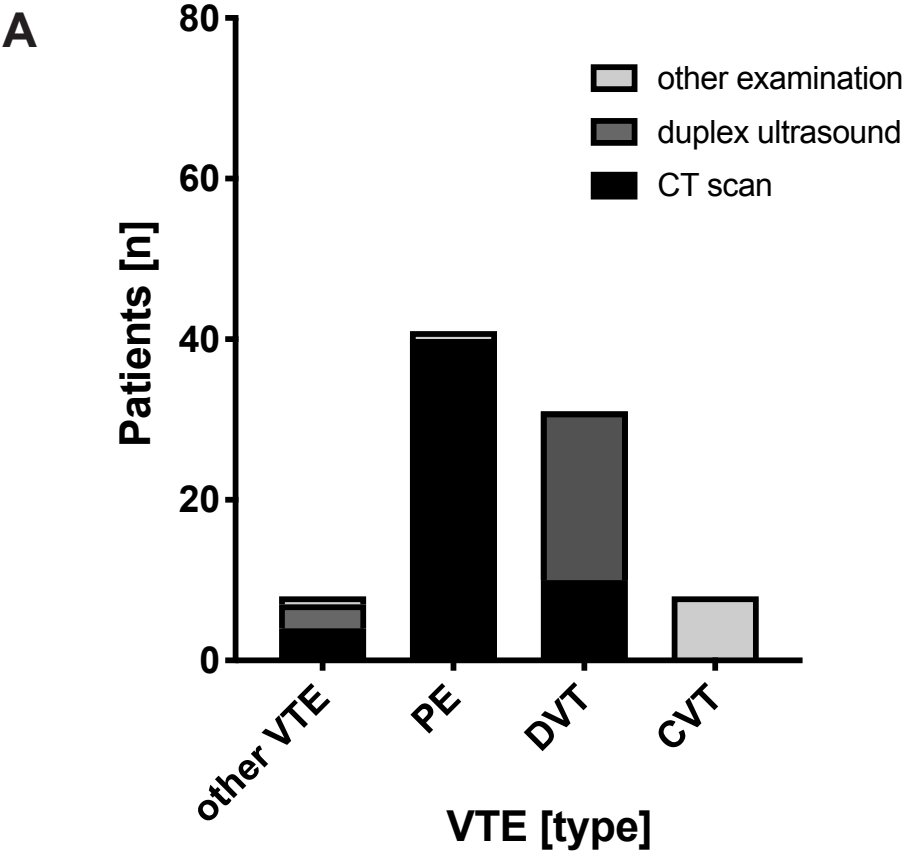 A
80
60
40
20
0
Patients [n]
other examination
duplex ultrasound
CT scan
other VTE
PE
DVT
CVT
VTE [type]